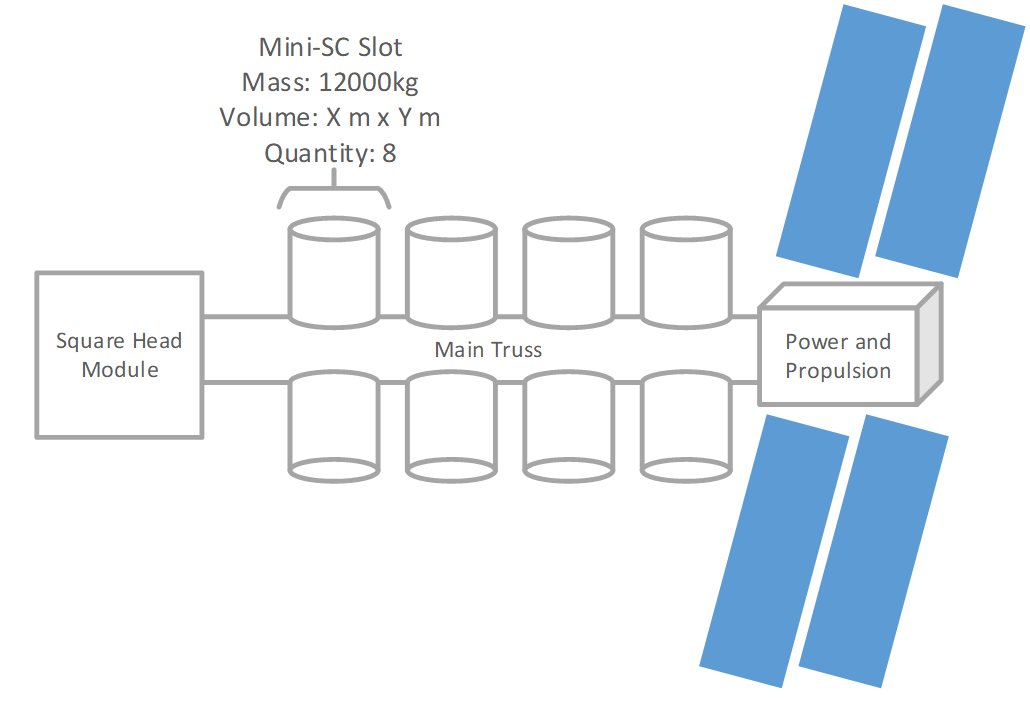 Mini-SC Slot
Mass: 12000kg
Volume: X m x Y m
Quantity: 8
Square Head
Module
Main Truss
Power and
Propulsion